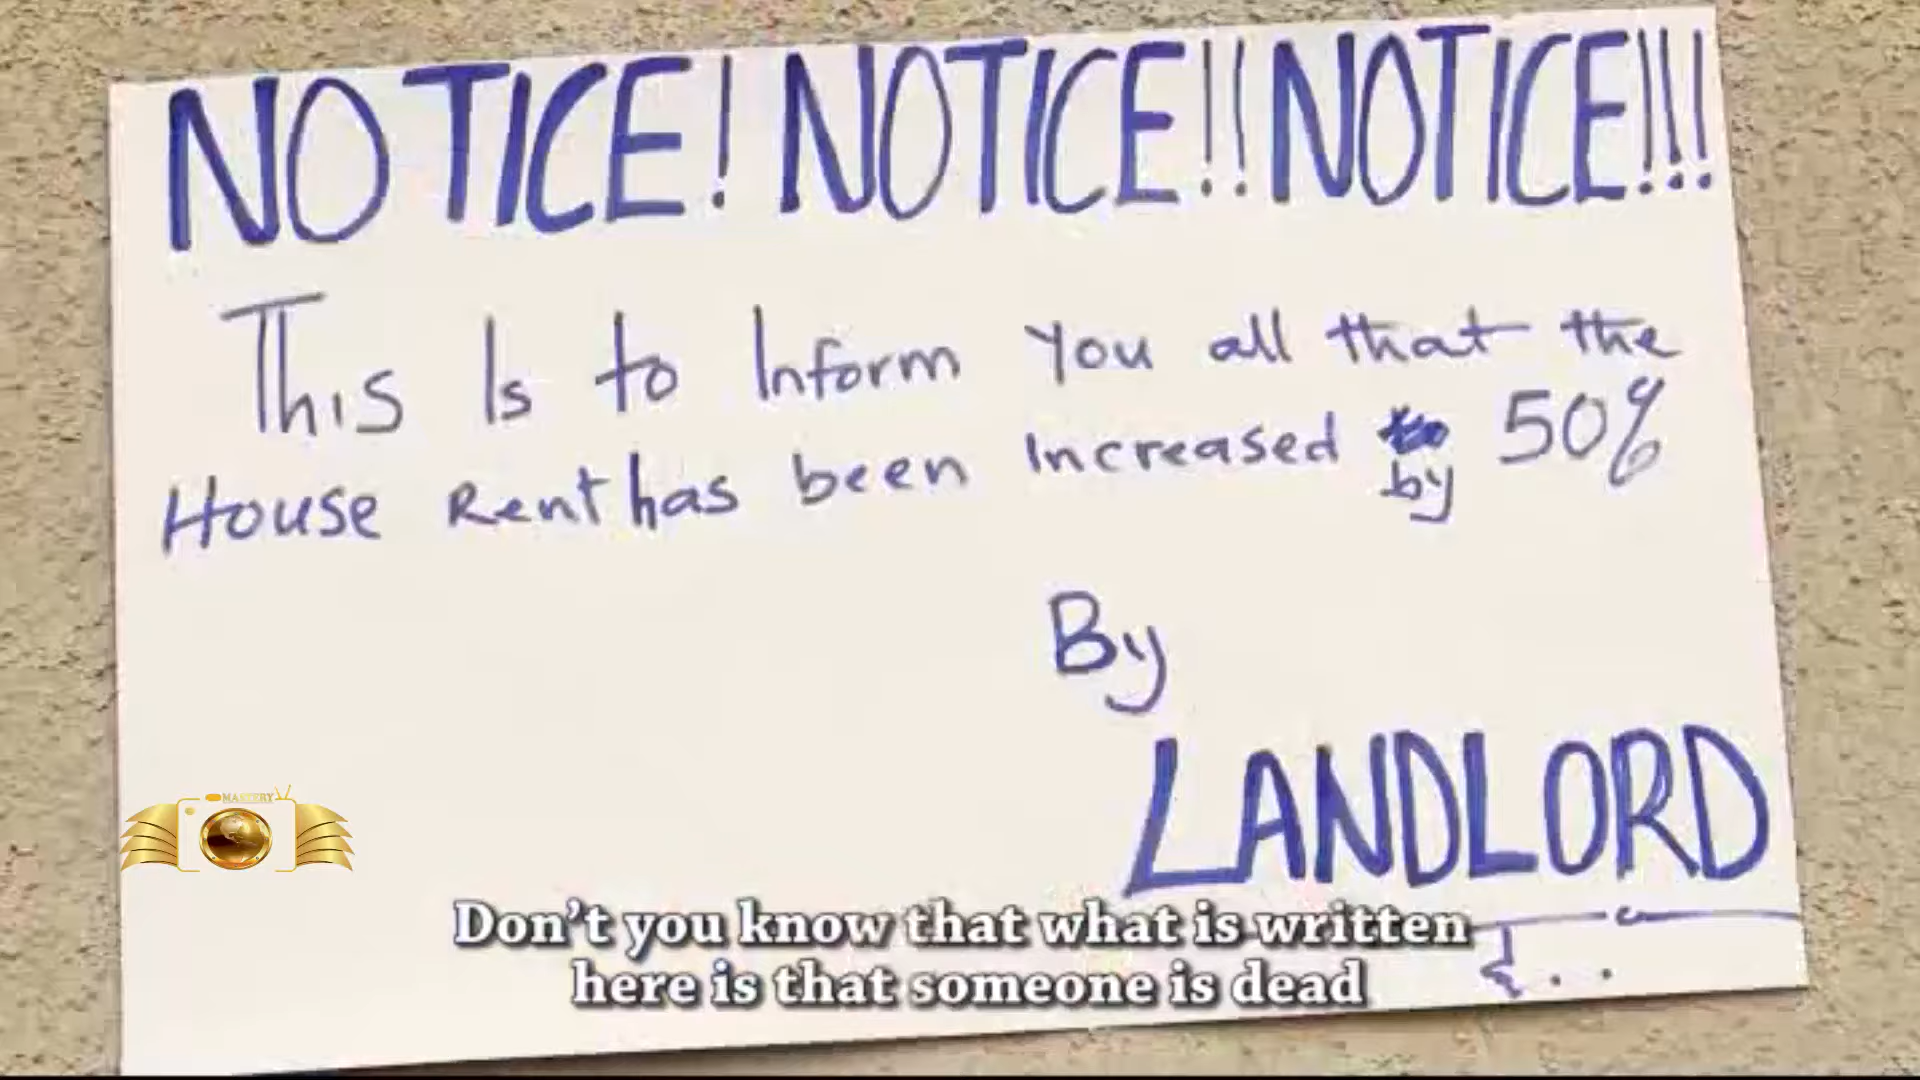 NOTICE! NOTICE!! NOTICE!!!
This Is to Inform You all that the
House Rent has been Increased by 50%
By
LANDLORD
MASTERY
Don't you know that what is written
here is that someone is dead